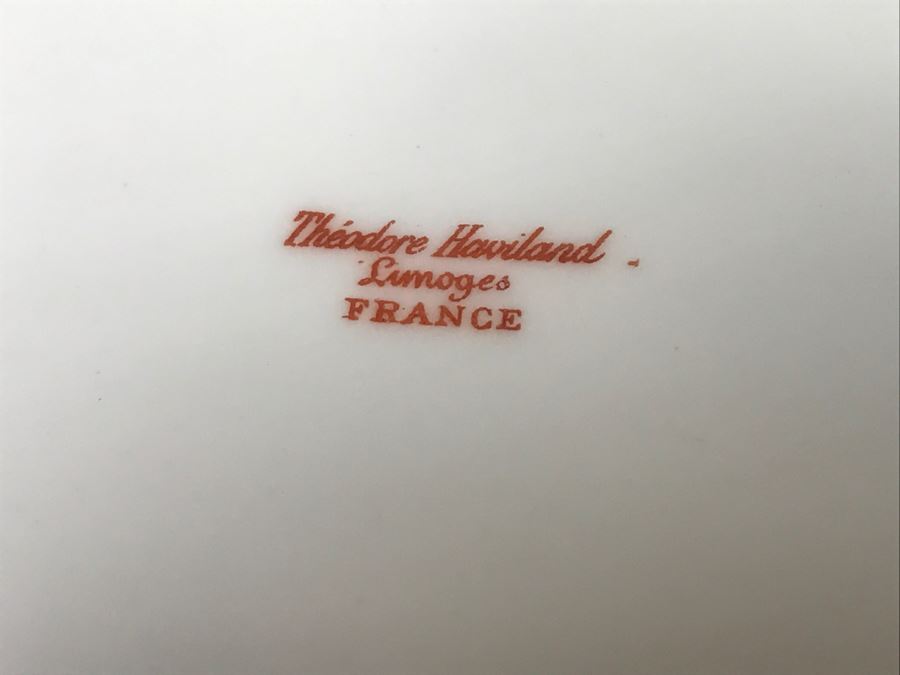 Théodore Haviland
Limoges
FRANCE